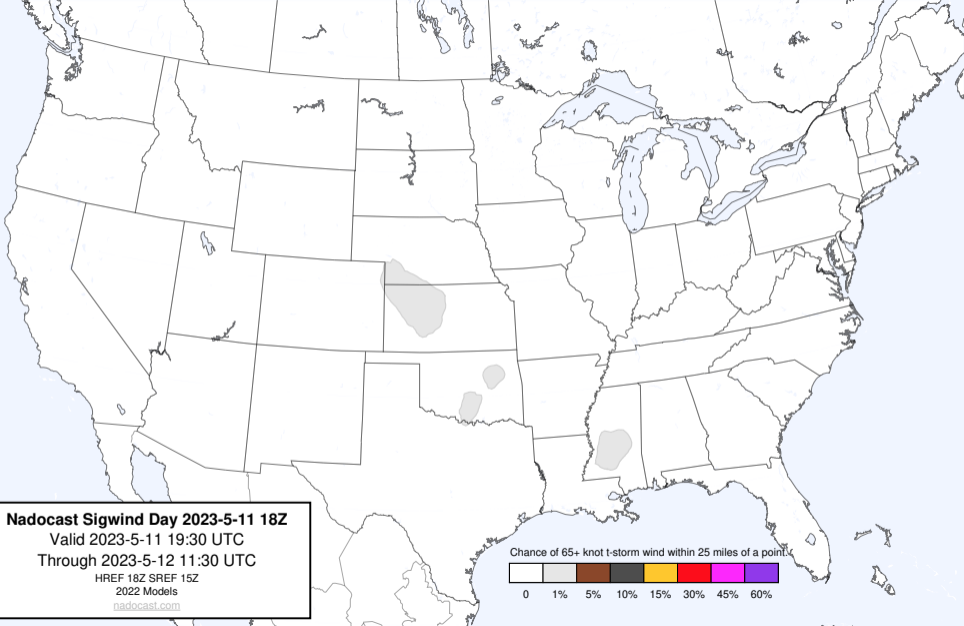 Nadocast Sigwind Day 2023-5-11 18Z
Valid 2023-5-11 19:30 UTC
Through 2023-5-12 11:30 UTC
HREF 18Z SREF 15Z
2022 Models
nadocast.com
Chance of 65+ knot t-storm wind within 25 miles of a point.
0 1% 5% 10% 15% 30% 45% 60%